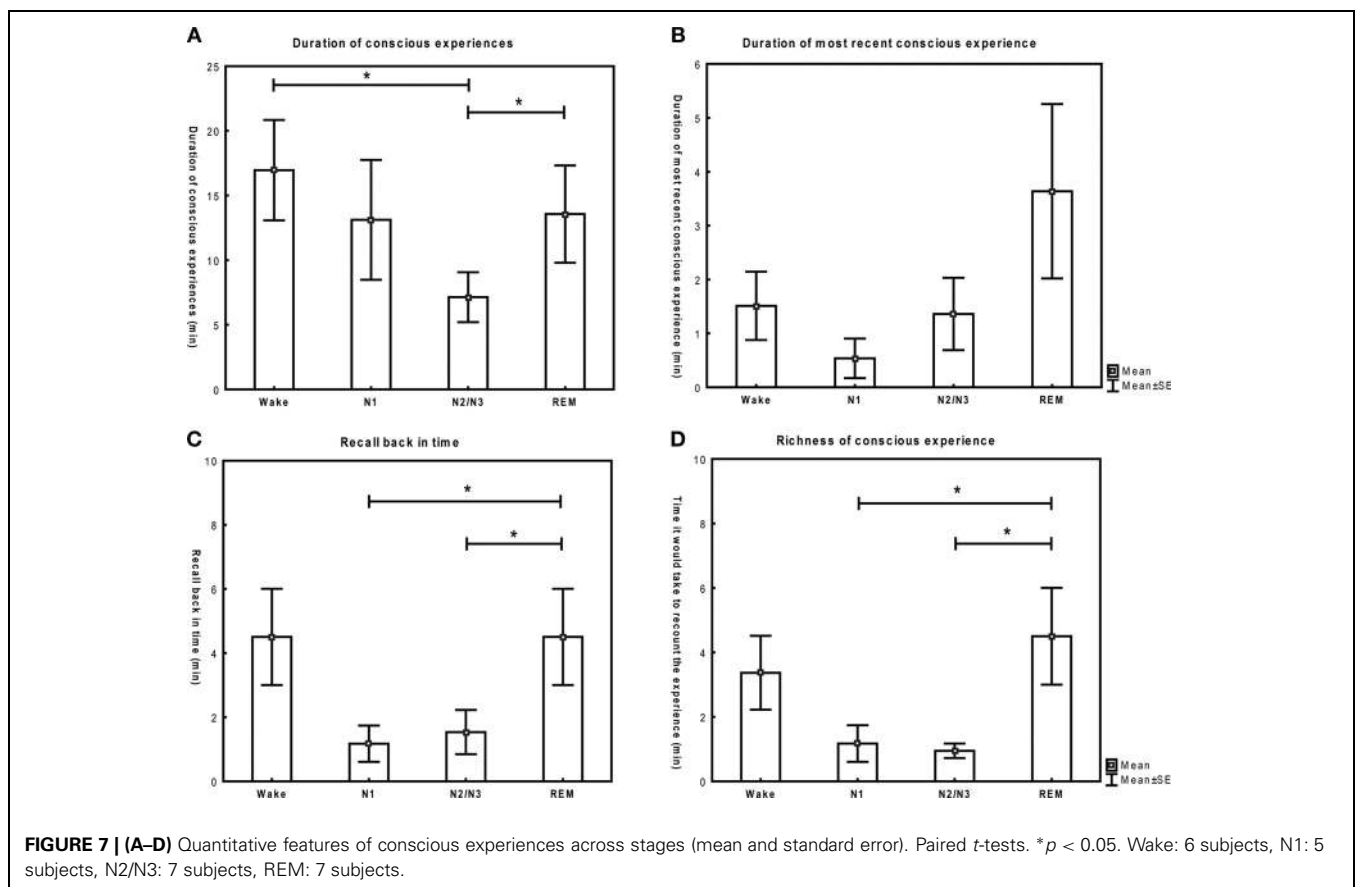 A
Duration of conscious experiences
Duration of conscious experiences (min)
25
20
15
10
5
0
*
*
Wake N1 N2/N3 REM
B
Duration of most recent conscious experience
Duration of most recent conscious experience (min)
6
5
4
3
2
1
0
Wake N1 N2/N3 REM
Mean
Mean±SE
C
Recall back in time
Recall back in time (min)
10
8
6
4
2
0
*
*
Wake N1 N2/N3 REM
D
Richness of conscious experience
Time it would take to recount the experience (min)
10
8
6
4
2
0
*
*
Wake N1 N2/N3 REM
Mean
Mean±SE
FIGURE 7 | (A–D) Quantitative features of conscious experiences across stages (mean and standard error). Paired t-tests. *p < 0.05. Wake: 6 subjects, N1: 5
subjects, N2/N3: 7 subjects, REM: 7 subjects.